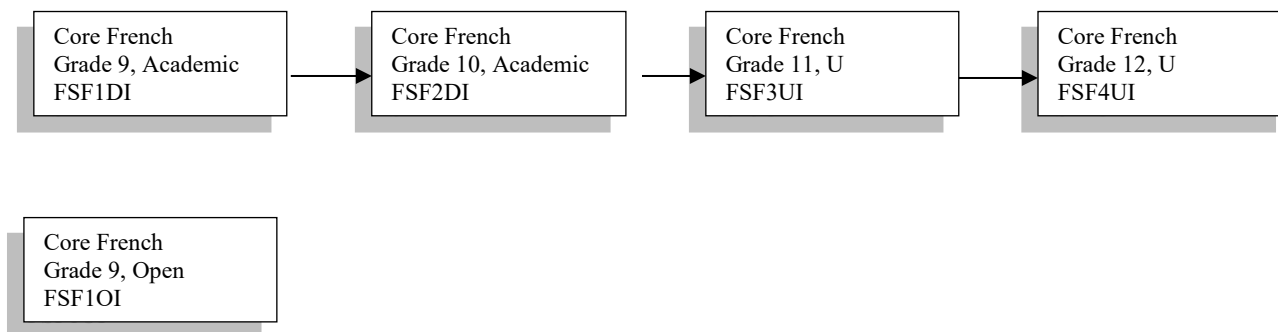 Core French
Grade 9, Academic
FSF1DI
Core French
Grade 10, Academic
FSF2DI
Core French
Grade 11, U
FSF3UI
Core French
Grade 12, U
FSF4UI
Core French
Grade 9, Open
FSF1OI